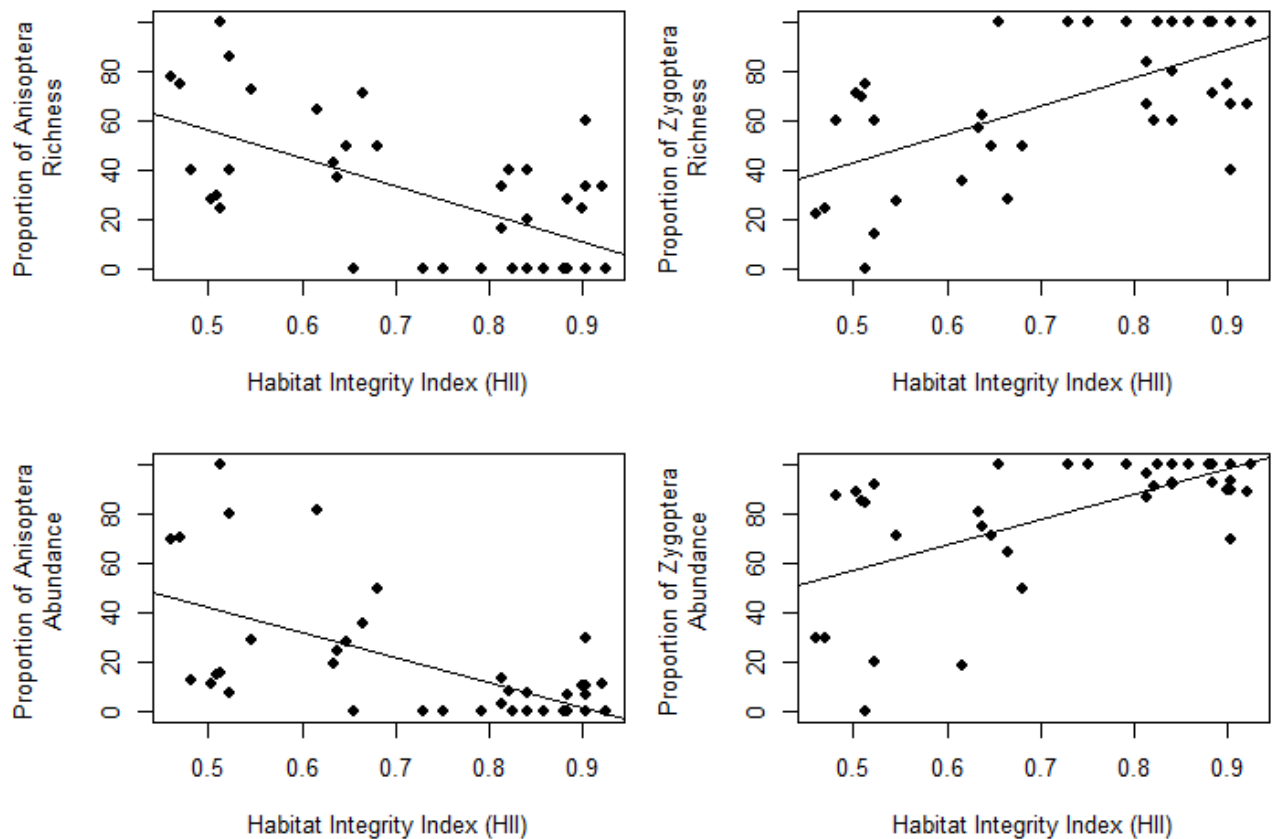 Proportion of Anisoptera
Richness
0 20 40 60 80
0.5 0.6 0.7 0.8 0.9
Habitat Integrity Index (HII)
Proportion of Zygoptera
Richness
0 20 40 60 80
0.5 0.6 0.7 0.8 0.9
Habitat Integrity Index (HII)
Proportion of Anisoptera
Abundance
0 20 40 60 80
0.5 0.6 0.7 0.8 0.9
Habitat Integrity Index (HII)
Proportion of Zygoptera
Abundance
0 20 40 60 80
0.5 0.6 0.7 0.8 0.9
Habitat Integrity Index (HII)